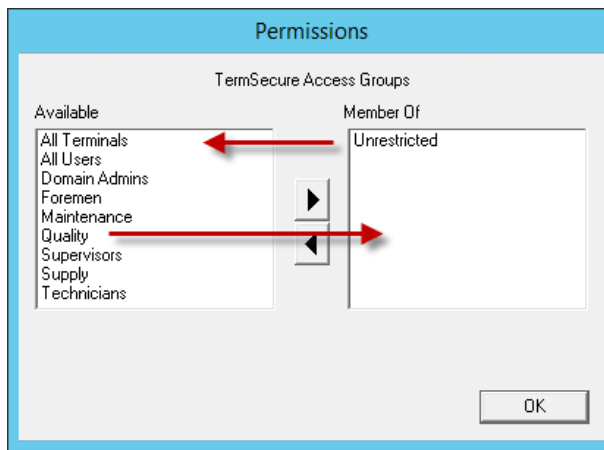 Permissions
TermSecure Access Groups
Available
Member Of
All Terminals
All Users
Domain Admins
Foremen
Maintenance
Quality
Supervisors
Supply
Technicians
Unrestricted
OK